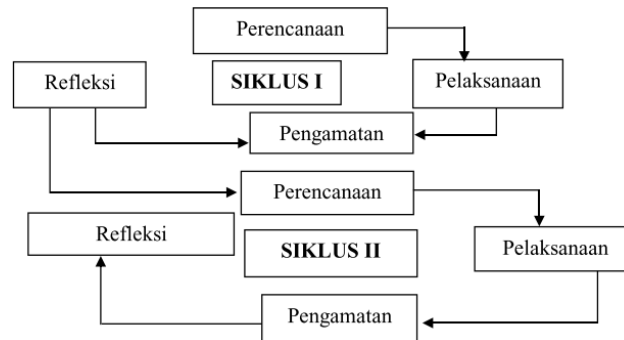 Perencanaan
Refleksi
SIKLUS I
Pelaksanaan
Pengamatan
Perencanaan
Refleksi
SIKLUS II
Pelaksanaan
Pengamatan